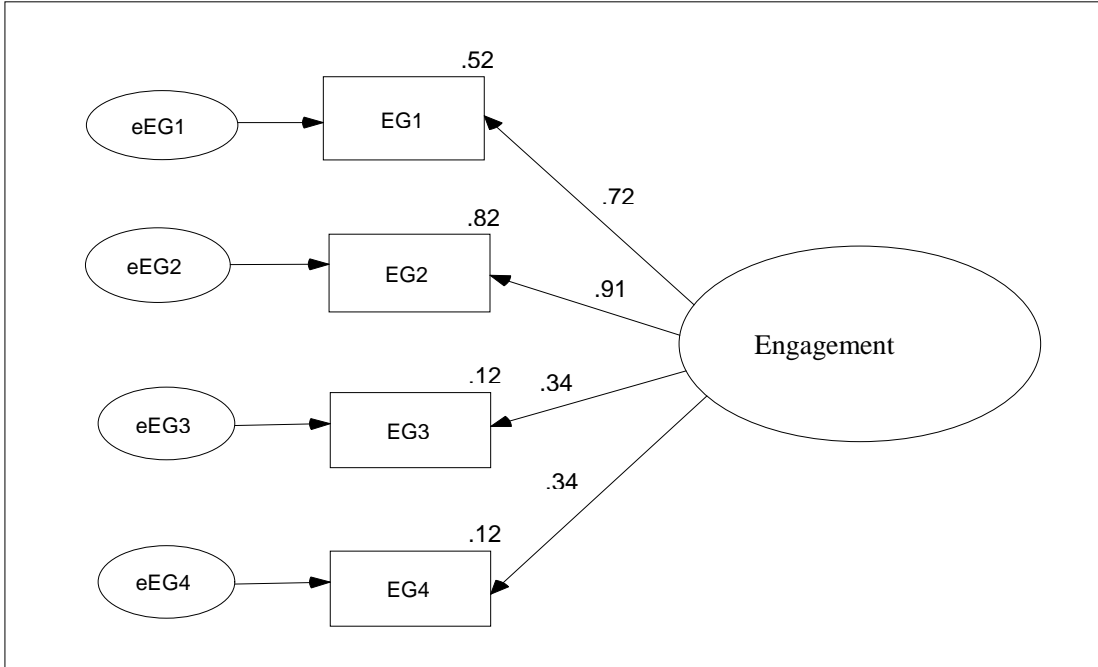 .52
eEG1
EG1
.72
.82
eEG2
EG2
.91
Engagement
.12
.34
eEG3
EG3
.34
.12
eEG4
EG4